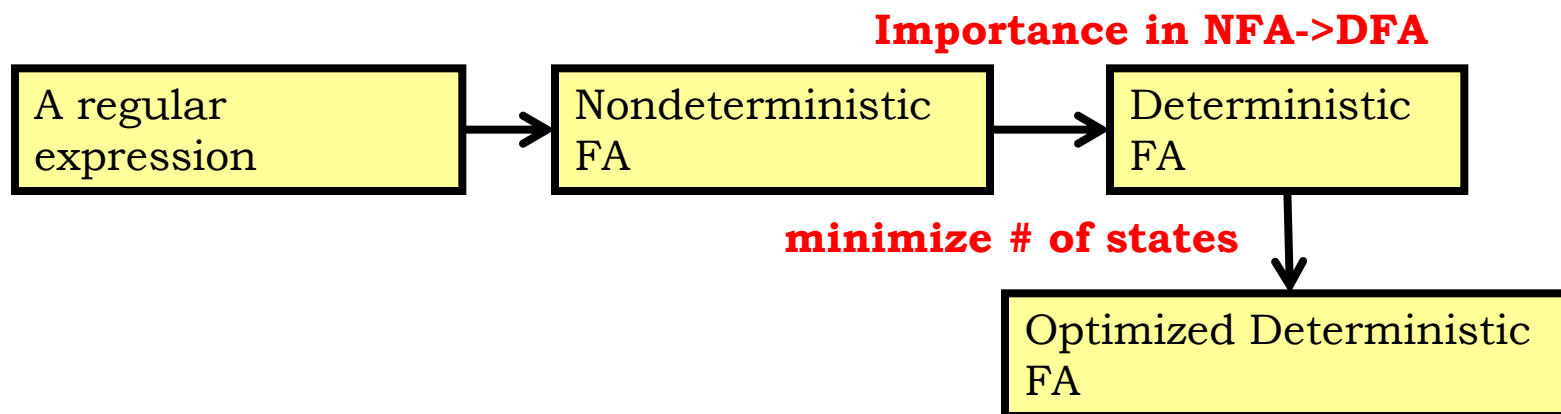 Importance in NFA->DFA
A regular
expression
Nondeterministic
FA
Deterministic
FA
minimize # of states
Optimized Deterministic
FA